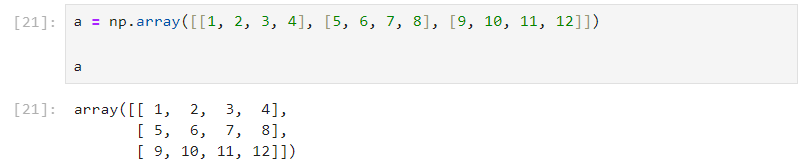 [21]: a = np.array([[1, 2, 3, 4], [5, 6, 7, 8], [9, 10, 11, 12]])
a
[21]: array([[ 1,  2,  3,  4],
       [ 5,  6,  7,  8],
       [ 9, 10, 11, 12]])